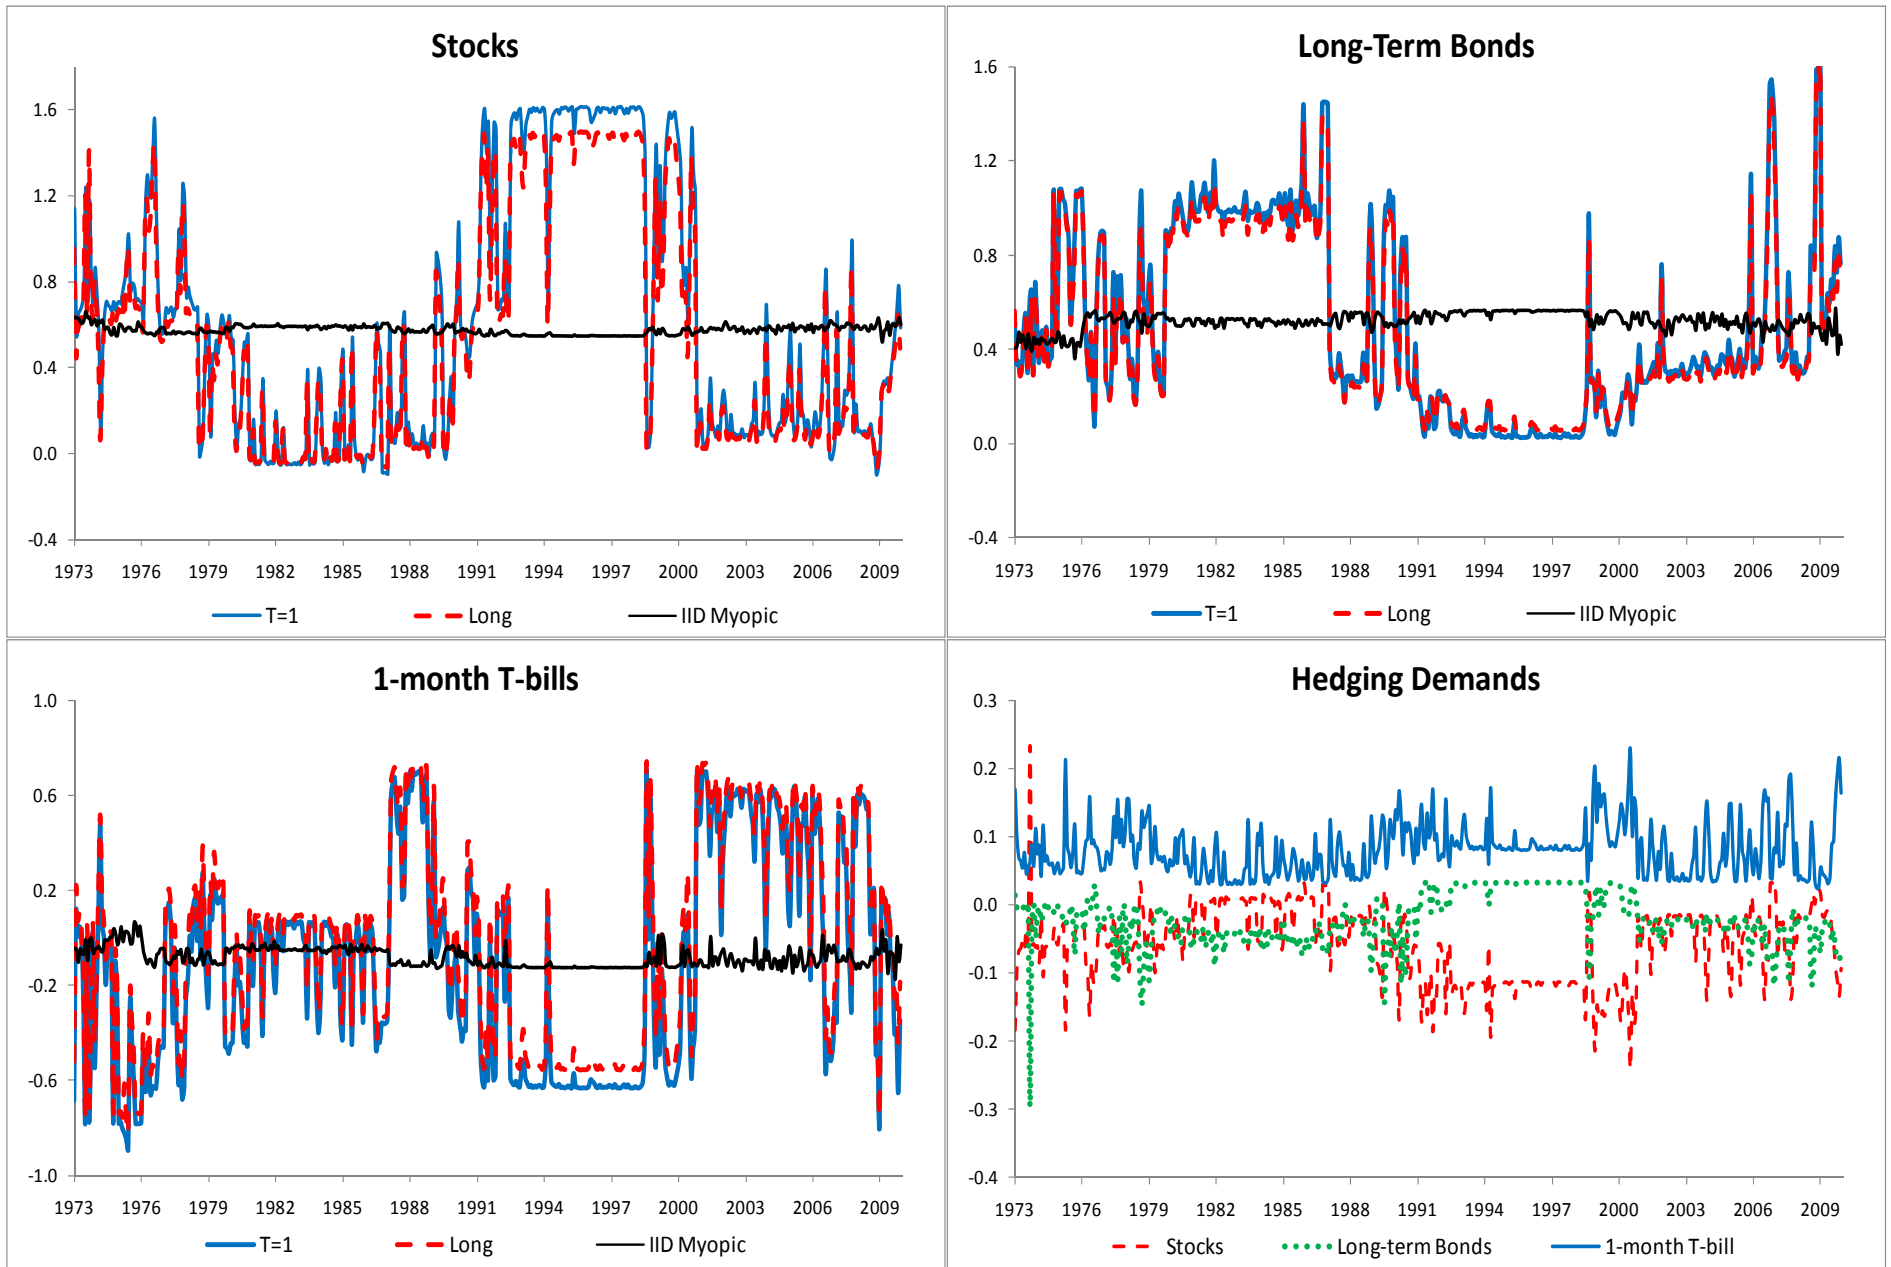 Stocks
1.6
1.2
0.8
0.4
0.0
-0.4
1973 1976 1979 1982 1985 1988 1991 1994 1997 2000 2003 2006 2009
T=1 Long IID Myopic
Long-Term Bonds
1.6
1.2
0.8
0.4
0.0
-0.4
1973 1976 1979 1982 1985 1988 1991 1994 1997 2000 2003 2006 2009
T=1 Long IID Myopic
1-month T-bills
1.0
0.6
0.2
-0.2
-0.6
-1.0
1973 1976 1979 1982 1985 1988 1991 1994 1997 2000 2003 2006 2009
T=1 Long IID Myopic
Hedging Demands
0.3
0.2
0.1
0.0
-0.1
-0.2
-0.3
-0.4
1973 1976 1979 1982 1985 1988 1991 1994 1997 2000 2003 2006 2009
Stocks Long-term Bonds 1-month T-bill